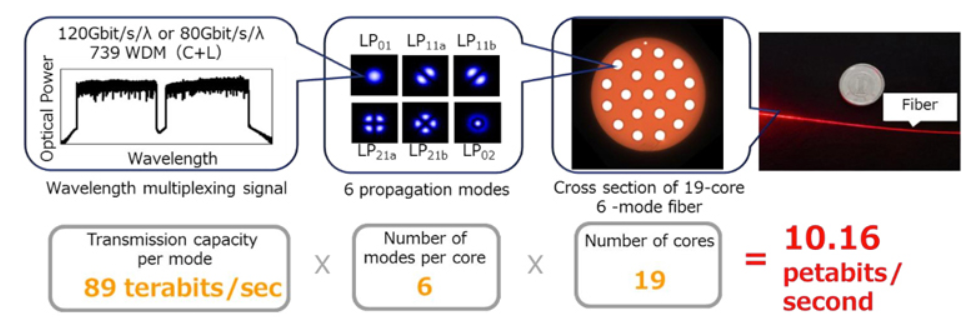 120Gbit/s/λ or 80Gbit/s/λ
739 WDM (C+L)
Optical Power
Wavelength
Wavelength multiplexing signal
LP01 LP11a LP11b
LP21a LP21b LP02
6 propagation modes
Cross section of 19-core
6 -mode fiber
Fiber
Transmission capacity
per mode
89 terabits/sec
X
Number of
modes per core
6
X
Number of cores
19
= 10.16
petabits/
second